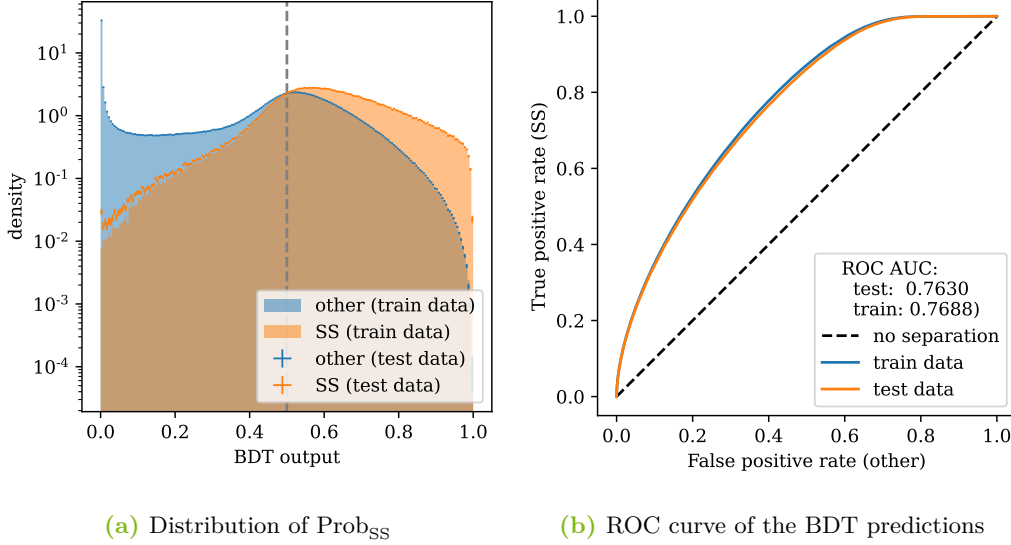 10¹
10⁰
10⁻¹
10⁻²
10⁻³
10⁻⁴
density
0.0 0.2 0.4 0.6 0.8 1.0
BDT output
other (train data)
SS (train data)
other (test data)
SS (test data)
(a) Distribution of Prob_SS
1.0
0.8
0.6
0.4
0.2
0.0
True positive rate (SS)
0.0 0.2 0.4 0.6 0.8 1.0
False positive rate (other)
ROC AUC:
test: 0.7630
train: 0.7688)
no separation
train data
test data
(b) ROC curve of the BDT predictions